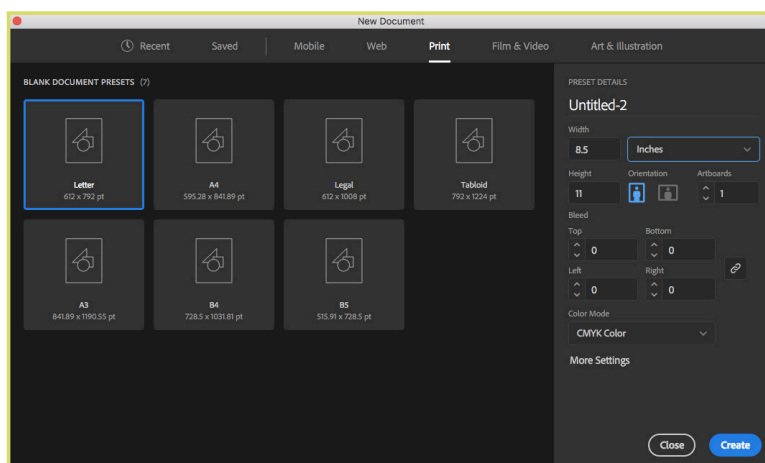 New Document
Recent Saved Mobile Web Print Film & Video Art & Illustration
BLANK DOCUMENT PRESETS (7)
Letter
612 x 792 pt
A4
595.28 x 841.89 pt
Legal
612 x 1008 pt
Tabloid
792 x 1224 pt
A3
841.89 x 1190.55 pt
B4
728.5 x 1031.81 pt
B5
515.91 x 728.5 pt
PRESET DETAILS
Untitled-2
Width
8.5 Inches
Height Orientation Artboards
11 1
Bleed
Top Bottom
0 0
Left Right
0 0
Color Mode
CMYK Color
More Settings
Close Create